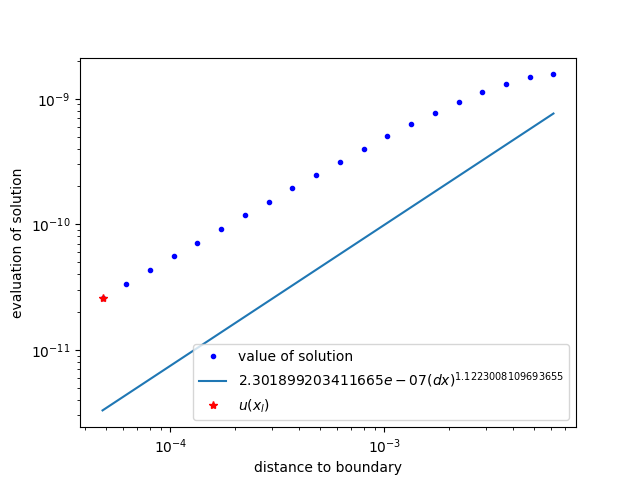 10⁻⁹
10⁻¹⁰
10⁻¹¹
evaluation of solution
value of solution
2.301899203411665e − 07(dx)^1.1223008109693655
u(x_l)
10⁻⁴ 10⁻³
distance to boundary